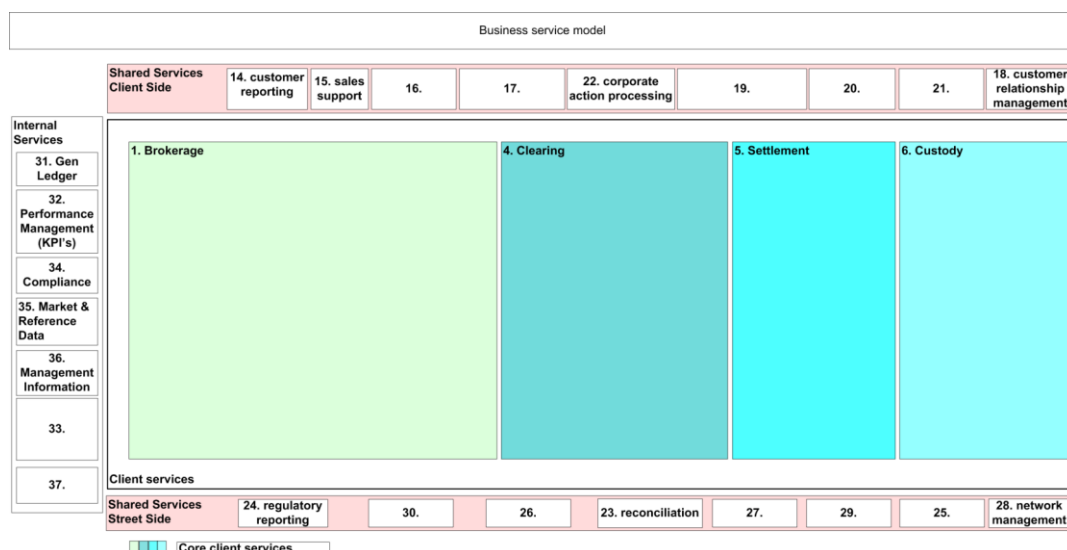 Business service model
Shared Services
Client Side
14. customer
reporting
15. sales
support
16.
17.
22. corporate
action processing
19.
20.
21.
18. customer
relationship
management
Internal
Services
31. Gen
Ledger
32.
Performance
Management
(KPI's)
34.
Compliance
35. Market &
Reference
Data
36.
Management
Information
33.
37.
1. Brokerage
4. Clearing
5. Settlement
6. Custody
Client services
Shared Services
Street Side
24. regulatory
reporting
30.
26.
23. reconciliation
27.
29.
25.
28. network
management
Core client services